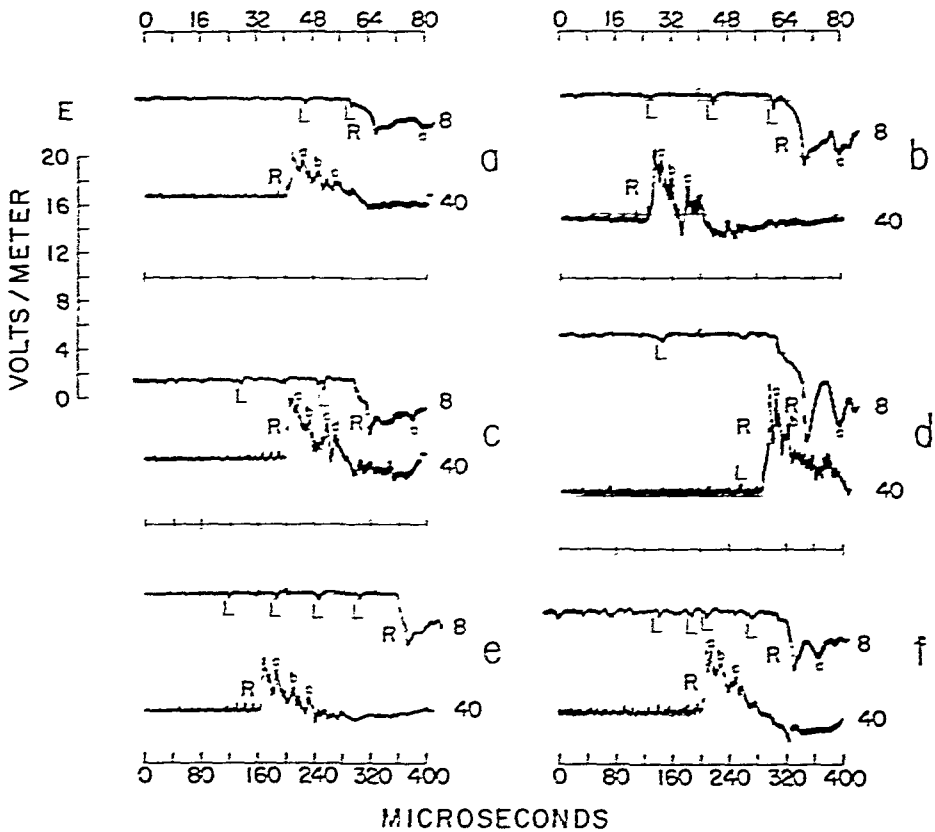 0 16 32 48 64 80
0 16 32 48 64 80
E
VOLTS/METER
20
16
12
8
4
0
L L R 8
R 40
a
L L L R 8
R 40
b
L R 8
R 40
c
L R 8
R L 40
d
L L L L R 8
R 40
e
L L L L R 8
R 40
f
0 80 160 240 320 400
0 80 160 240 320 400
MICROSECONDS